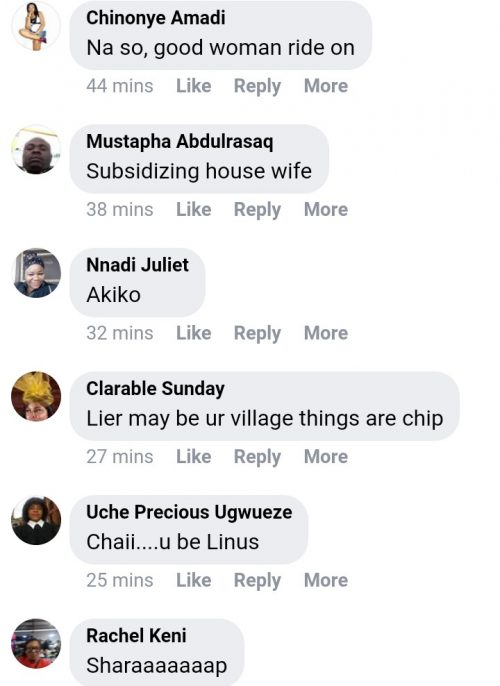 Chinonye Amadi
Na so, good woman ride on
44 mins Like Reply More
Mustapha Abdulrasaq
Subsidizing house wife
38 mins Like Reply More
Nnadi Juliet
Akiko
32 mins Like Reply More
Clarable Sunday
Lier may be ur village things are chip
27 mins Like Reply More
Uche Precious Ugwueze
Chaii....u be Linus
25 mins Like Reply More
Rachel Keni
Sharaaaaaaap